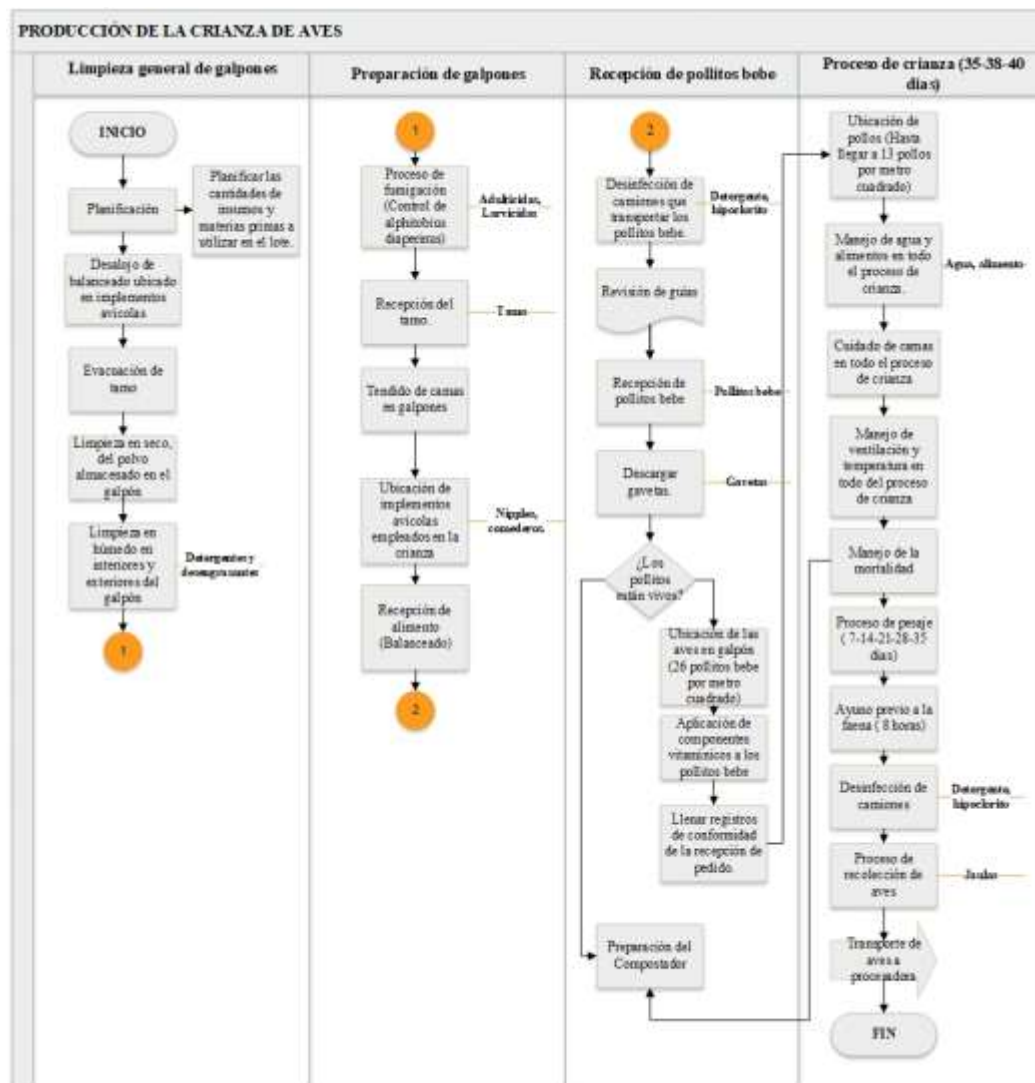 PRODUCCIÓN DE LA CRIANZA DE AVES
Limpieza general de galpones
INICIO
Planificación
Planificar las
cantidades de
insumos y
materias primas a
utilizar en el lote.
Desalojo de
balanceado ubicado
en implementos
avícolas
Evacuación de
tamo
Limpieza en seco,
del polvo
almacesado en el
galpón
Limpieza en
húmedo en
interiores y
exteriores del
galpón
Detergentes y
desengrasantes
1
Preparación de galpones
1
Proceso de
fumigación
(Control de
alphitobius
diaperinus)
Adulticidas,
Larvicidas
Recepción del
tamo.
Tamo
Tendido de camas
en galpones
Ubicación de
implementos
avícolas
empleados en la
crianza
Nipples,
comederos.
Recepción de
alimento
(Balanceado)
2
Recepción de pollitos bebe
2
Desinfección de
camiones que
transportar los
pollitos bebe.
Detergente,
hipoclorito
Revisión de guías
Recepción de
pollitos bebe
Pollitos bebe
Descargar
gavetas.
Gavetas
¿Los
pollitos
están vivos?
Ubicación de las
aves en galpón
(26 pollitos bebe
por metro
cuadrado)
Aplicación de
componentes
vitamínicos a los
pollitos bebe
Llenar registros
de conformidad
de la recepción de
pedido.
Preparación del
Compostador
Proceso de crianza (35-38-40
días)
Ubicación de
pollos (Hasta
llegar a 13 pollos
por metro
cuadrado)
Manejo de agua y
alimentos en todo
el proceso de
crianza.
Agua, alimento
Cuidado de camas
en todo el proceso
de crianza
Manejo de
ventilación y
temperatura en
todo del proceso
de crianza
Manejo de la
mortalidad
Proceso de pesaje
( 7-14-21-28-35
días)
Ayuno previo a la
faena ( 8 horas)
Desinfección de
camiones
Detergente,
hipoclorito
Proceso de
recolección de
aves
Jaulas
Transporte de
aves a
procesadora
FIN